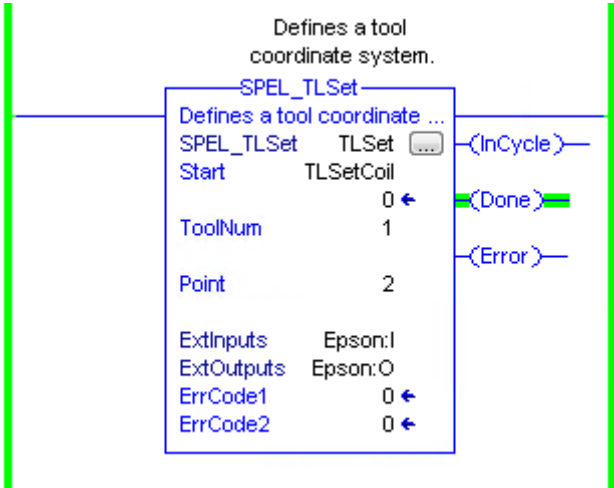 Defines a tool
coordinate system.
SPEL_TLSet
Defines a tool coordinate ...
SPEL_TLSet TLSet ... (InCycle)
Start TLSetCoil
0 (Done)
ToolNum 1
(Error)
Point 2
ExtInputs Epson:I
ExtOutputs Epson:O
ErrCode1 0
ErrCode2 0